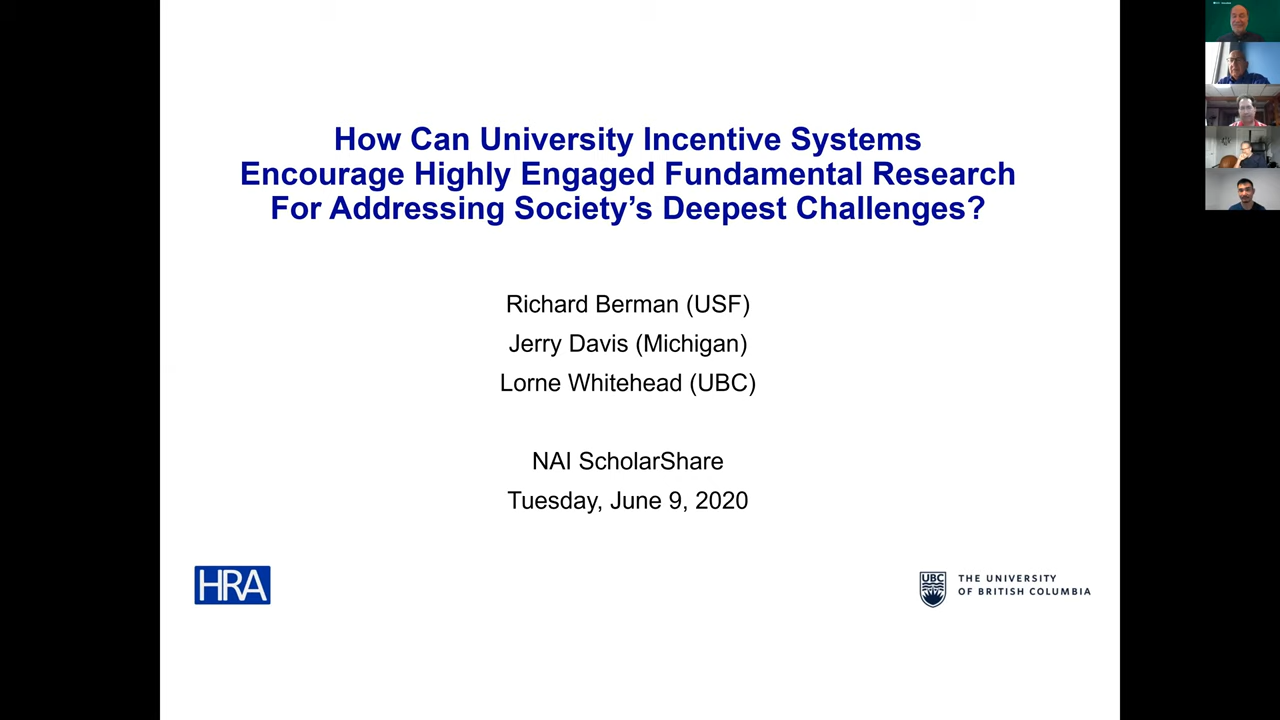 How Can University Incentive Systems
Encourage Highly Engaged Fundamental Research
For Addressing Society's Deepest Challenges?
Richard Berman (USF)
Jerry Davis (Michigan)
Lorne Whitehead (UBC)
NAI ScholarShare
Tuesday, June 9, 2020
HRA
UBC
THE UNIVERSITY
OF BRITISH COLUMBIA